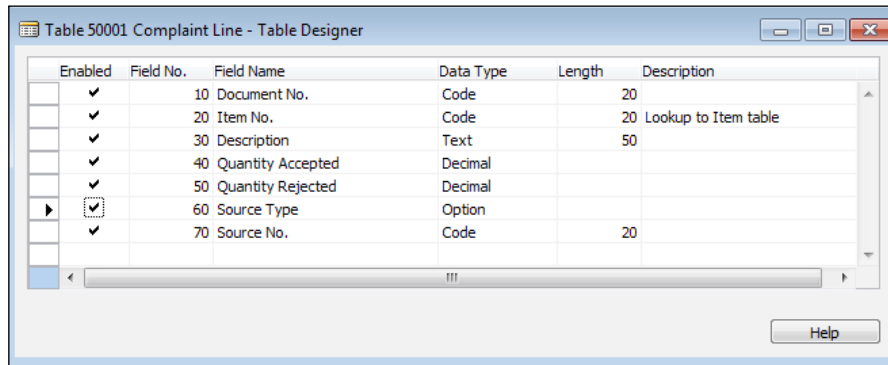 Table 50001 Complaint Line - Table Designer
Enabled Field No. Field Name Data Type Length Description
10 Document No. Code 20
20 Item No. Code 20 Lookup to Item table
30 Description Text 50
40 Quantity Accepted Decimal
50 Quantity Rejected Decimal
60 Source Type Option
70 Source No. Code 20
Help